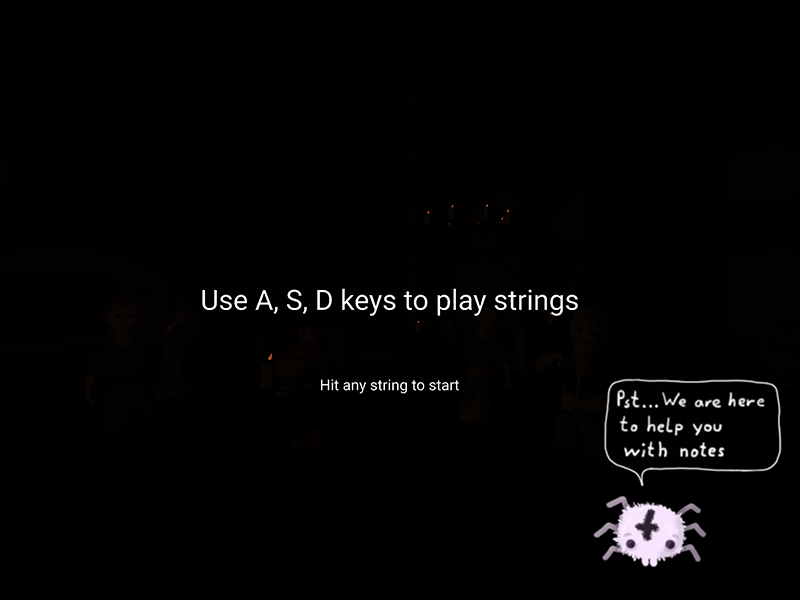 Use A, S, D keys to play strings
Hit any string to start
Pst...We are here
to help you
with notes